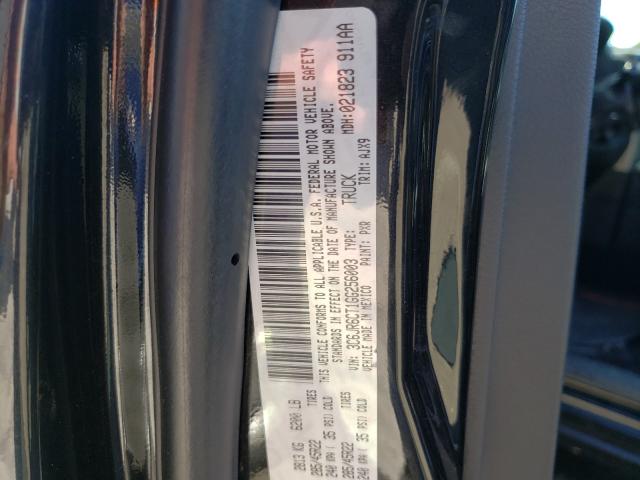 2813 KG 6200 LB
TIRES
285/45R22
240 KPA ( 35 PSI) COLD
TIRES
285/45R22
240 KPA ( 35 PSI) COLD
THIS VEHICLE CONFORMS TO ALL APPLICABLE U.S.A. FEDERAL MOTOR VEHICLE SAFETY
STANDARDS IN EFFECT ON THE DATE OF MANUFACTURE SHOWN ABOVE.
VIN: 3C6JR6CT1GG256003 TYPE: TRUCK MDH:021823 911AA
VEHICLE MADE IN MEXICO PAINT: PXR TRIM: AJX9